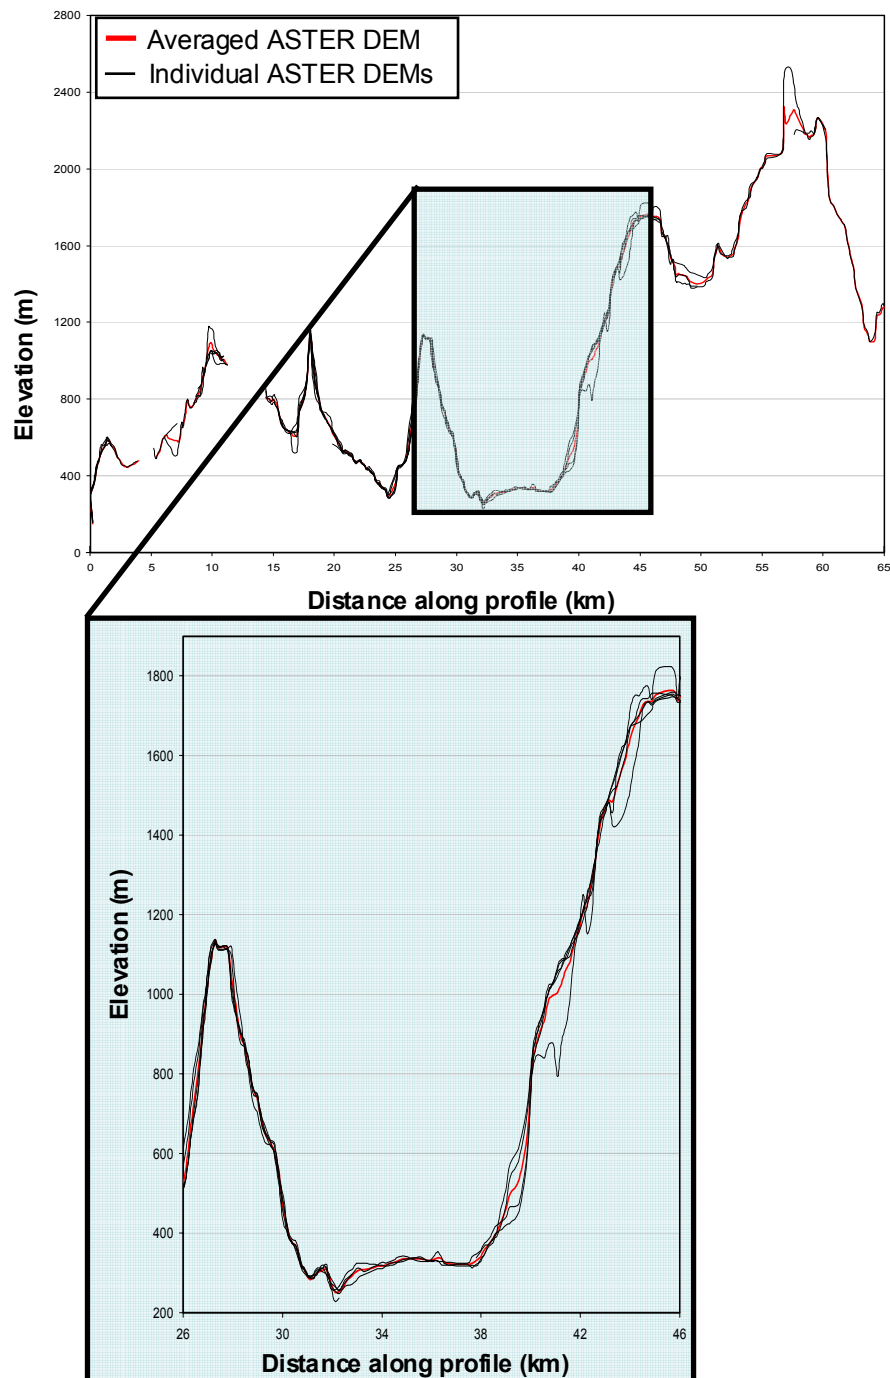 2800
2400
2000
1600
1200
800
400
0
Elevation (m)
Averaged ASTER DEM
Individual ASTER DEMs
0 5 10 15 20 25 30 35 40 45 50 55 60 65
Distance along profile (km)
1800
1600
1400
1200
1000
800
600
400
200
Elevation (m)
26 30 34 38 42 46
Distance along profile (km)